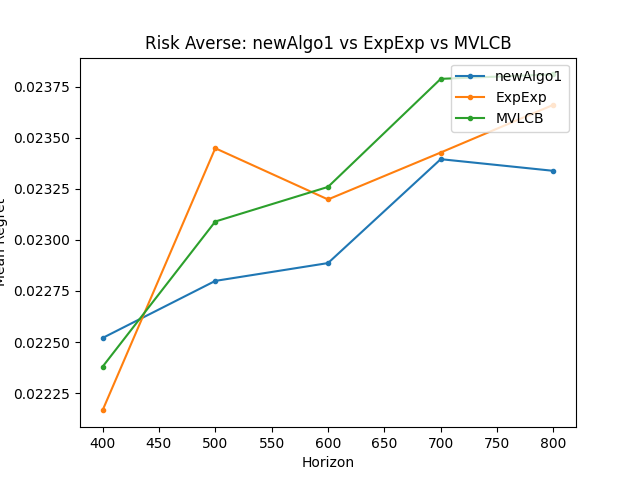 Risk Averse: newAlgo1 vs ExpExp vs MVLCB
newAlgo1
ExpExp
MVLCB
0.02375
0.02350
0.02325
0.02300
0.02275
0.02250
0.02225
Mean Regret
400 450 500 550 600 650 700 750 800
Horizon